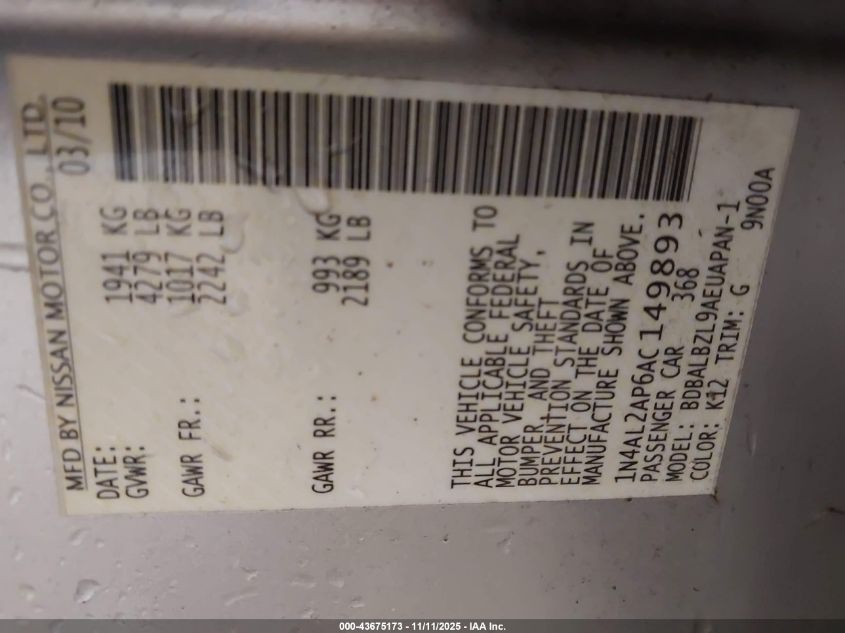 MFD BY NISSAN MOTOR CO., LTD.
DATE: 03/10
GVWR: 1941 KG
4279 LB
GAWR FR.: 1017 KG
2242 LB
GAWR RR.: 993 KG
2189 LB
THIS VEHICLE CONFORMS TO
ALL APPLICABLE FEDERAL
MOTOR VEHICLE SAFETY,
BUMPER, AND THEFT
PREVENTION STANDARDS IN
EFFECT ON THE DATE OF
MANUFACTURE SHOWN ABOVE.
1N4AL2AP6AC149893
PASSENGER CAR 368
MODEL: BDBALBZL9AEUAPAN-1
COLOR: K12 TRIM: G 9N00A
000-43675173 - 11/11/2025 - IAA Inc.